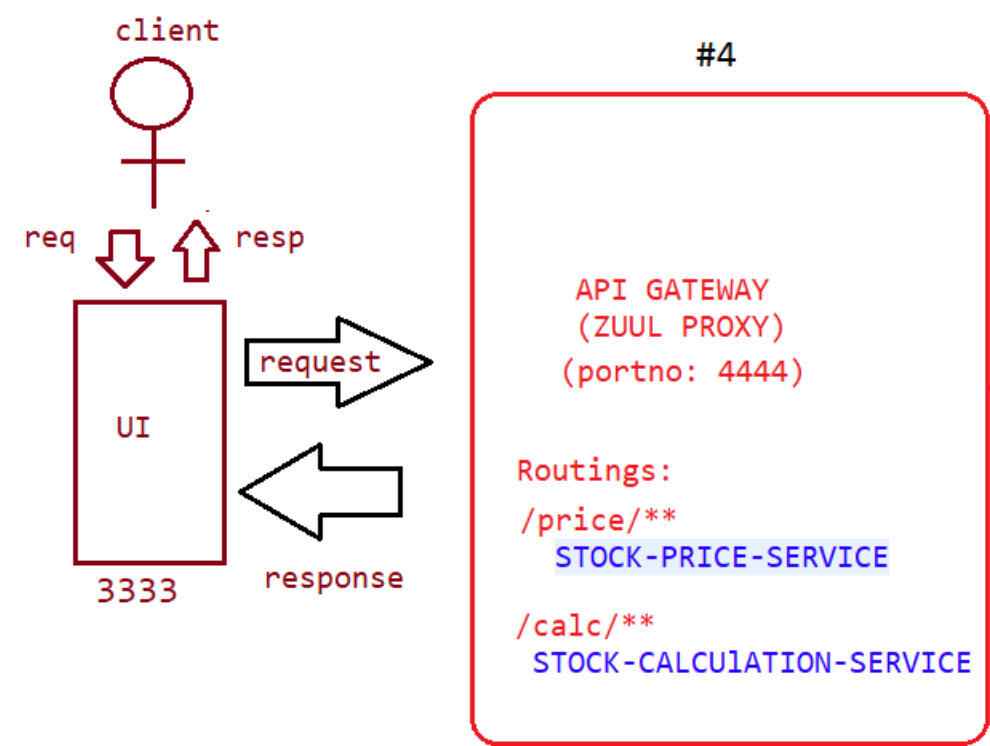 client
#4
req
resp
API GATEWAY
(ZUUL PROXY)
(portno: 4444)
request
UI
Routings:
/price/**
STOCK-PRICE-SERVICE
response
3333
/calc/**
STOCK-CALCUlATION-SERVICE